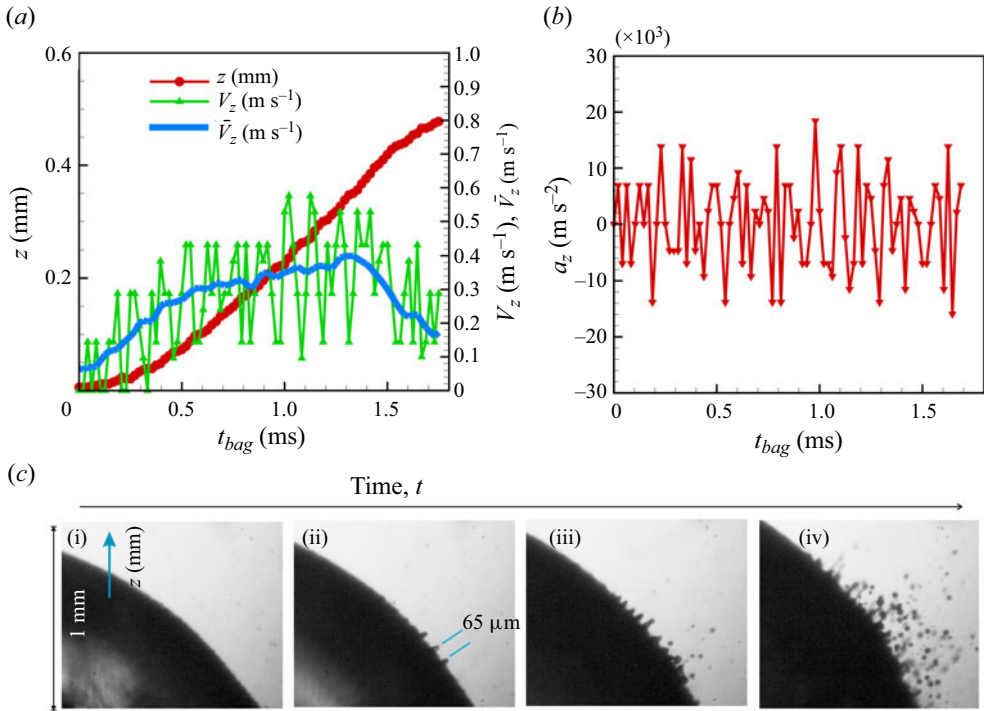 (a)
(b)
0.6
0.4
0.2
z (mm)
z (mm)
V_z (m s⁻¹)
V̄_z (m s⁻¹)
1.0
0.9
0.8
0.7
0.6
0.5
0.4
0.3
0.2
0.1
0
V_z (m s⁻¹), V̄_z (m s⁻¹)
0
0.5
1.0
1.5
t_bag (ms)
(×10³)
30
20
10
0
−10
−20
−30
a_z (m s⁻²)
0
0.5
1.0
1.5
t_bag (ms)
(c)
Time, t
(i)
z (mm)
1 mm
(ii)
65 μm
(iii)
(iv)